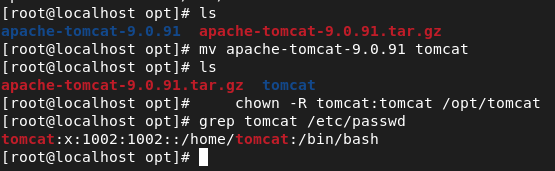 [root@localhost opt]# ls
apache-tomcat-9.0.91  apache-tomcat-9.0.91.tar.gz
[root@localhost opt]# mv apache-tomcat-9.0.91 tomcat
[root@localhost opt]# ls
apache-tomcat-9.0.91.tar.gz  tomcat
[root@localhost opt]#     chown -R tomcat:tomcat /opt/tomcat
[root@localhost opt]# grep tomcat /etc/passwd
tomcat:x:1002:1002::/home/tomcat:/bin/bash
[root@localhost opt]#